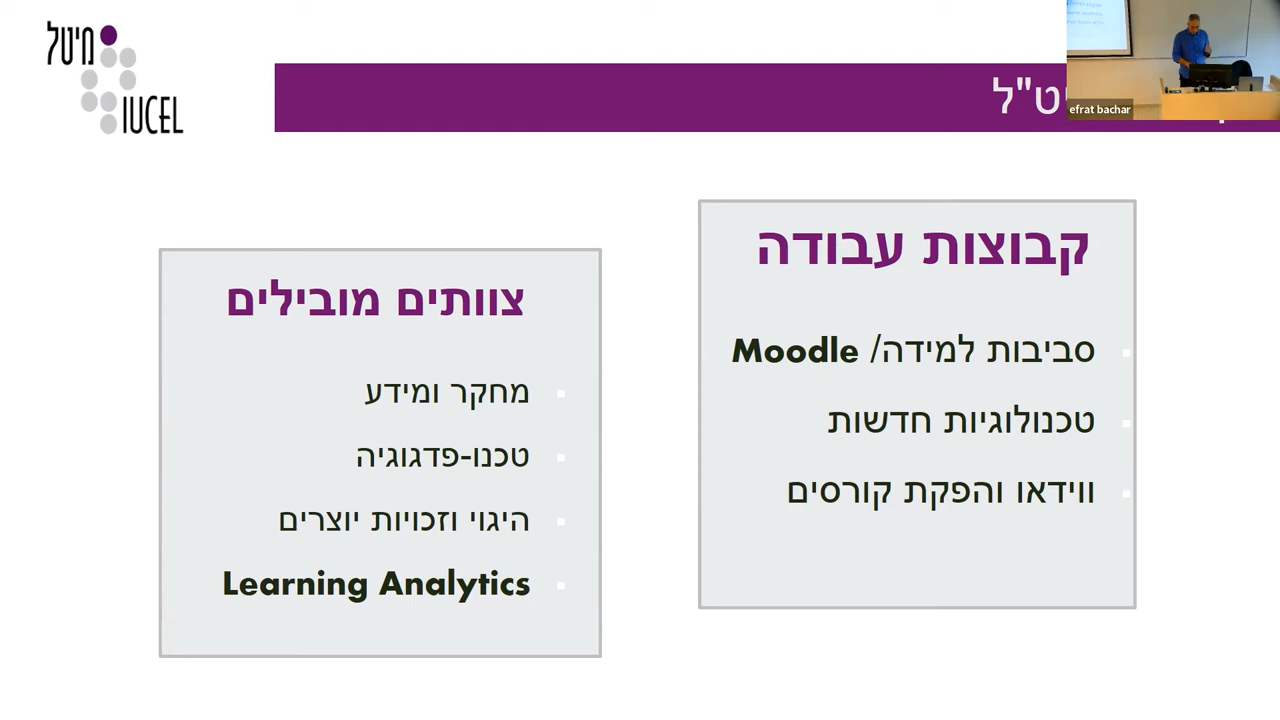 מיטל
IUCEL
efrat bachar
קבוצות עבודה
סביבות למידה/ Moodle
טכנולוגיות חדשות
ווידאו והפקת קורסים
צוותים מובילים
מחקר ומידע
טכנו-פדגוגיה
היגוי וזכויות יוצרים
Learning Analytics